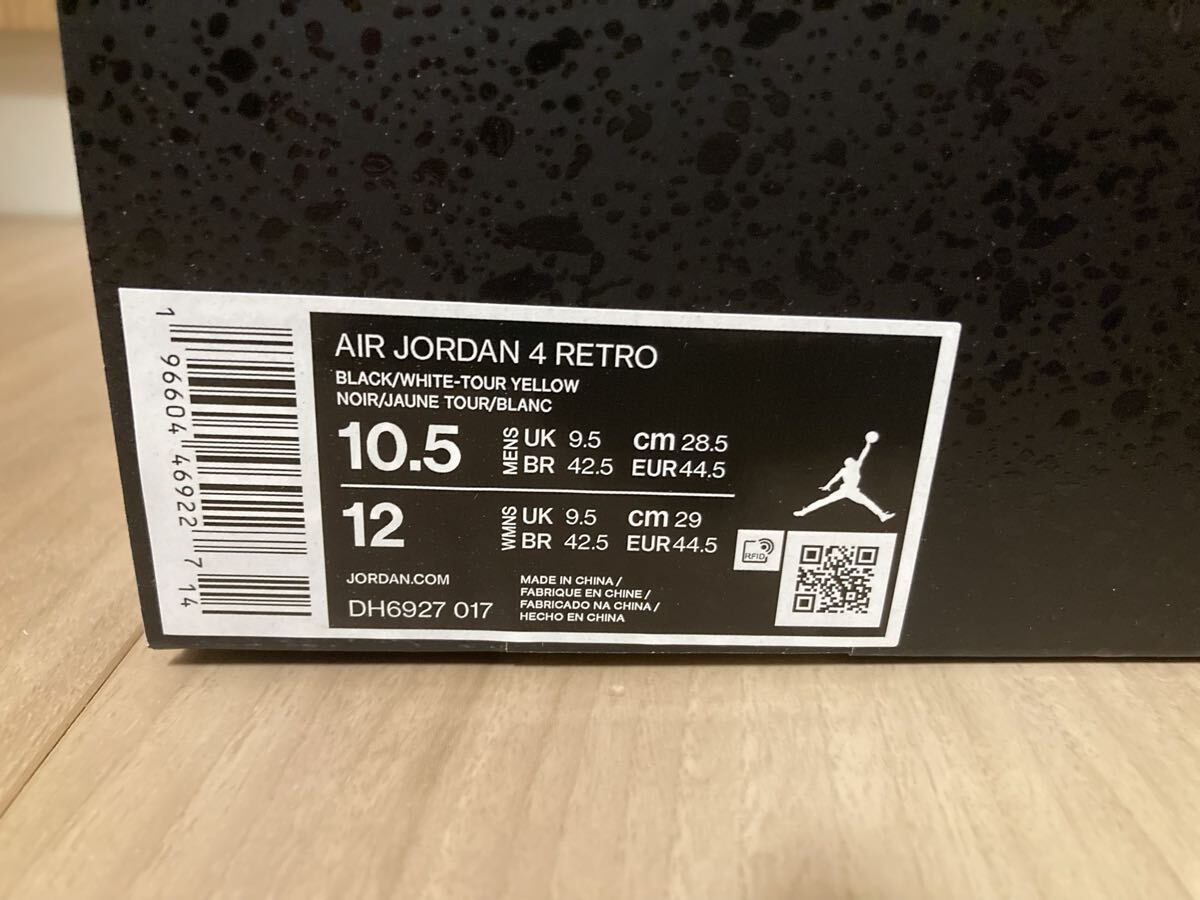 1 96604 46922 7 14
AIR JORDAN 4 RETRO
BLACK/WHITE-TOUR YELLOW
NOIR/JAUNE TOUR/BLANC
10.5 MENS UK 9.5 cm 28.5
BR 42.5 EUR 44.5
12 WMNS UK 9.5 cm 29
BR 42.5 EUR 44.5
RFID
JORDAN.COM
DH6927 017
MADE IN CHINA /
FABRIQUE EN CHINE /
FABRICADO NA CHINA /
HECHO EN CHINA